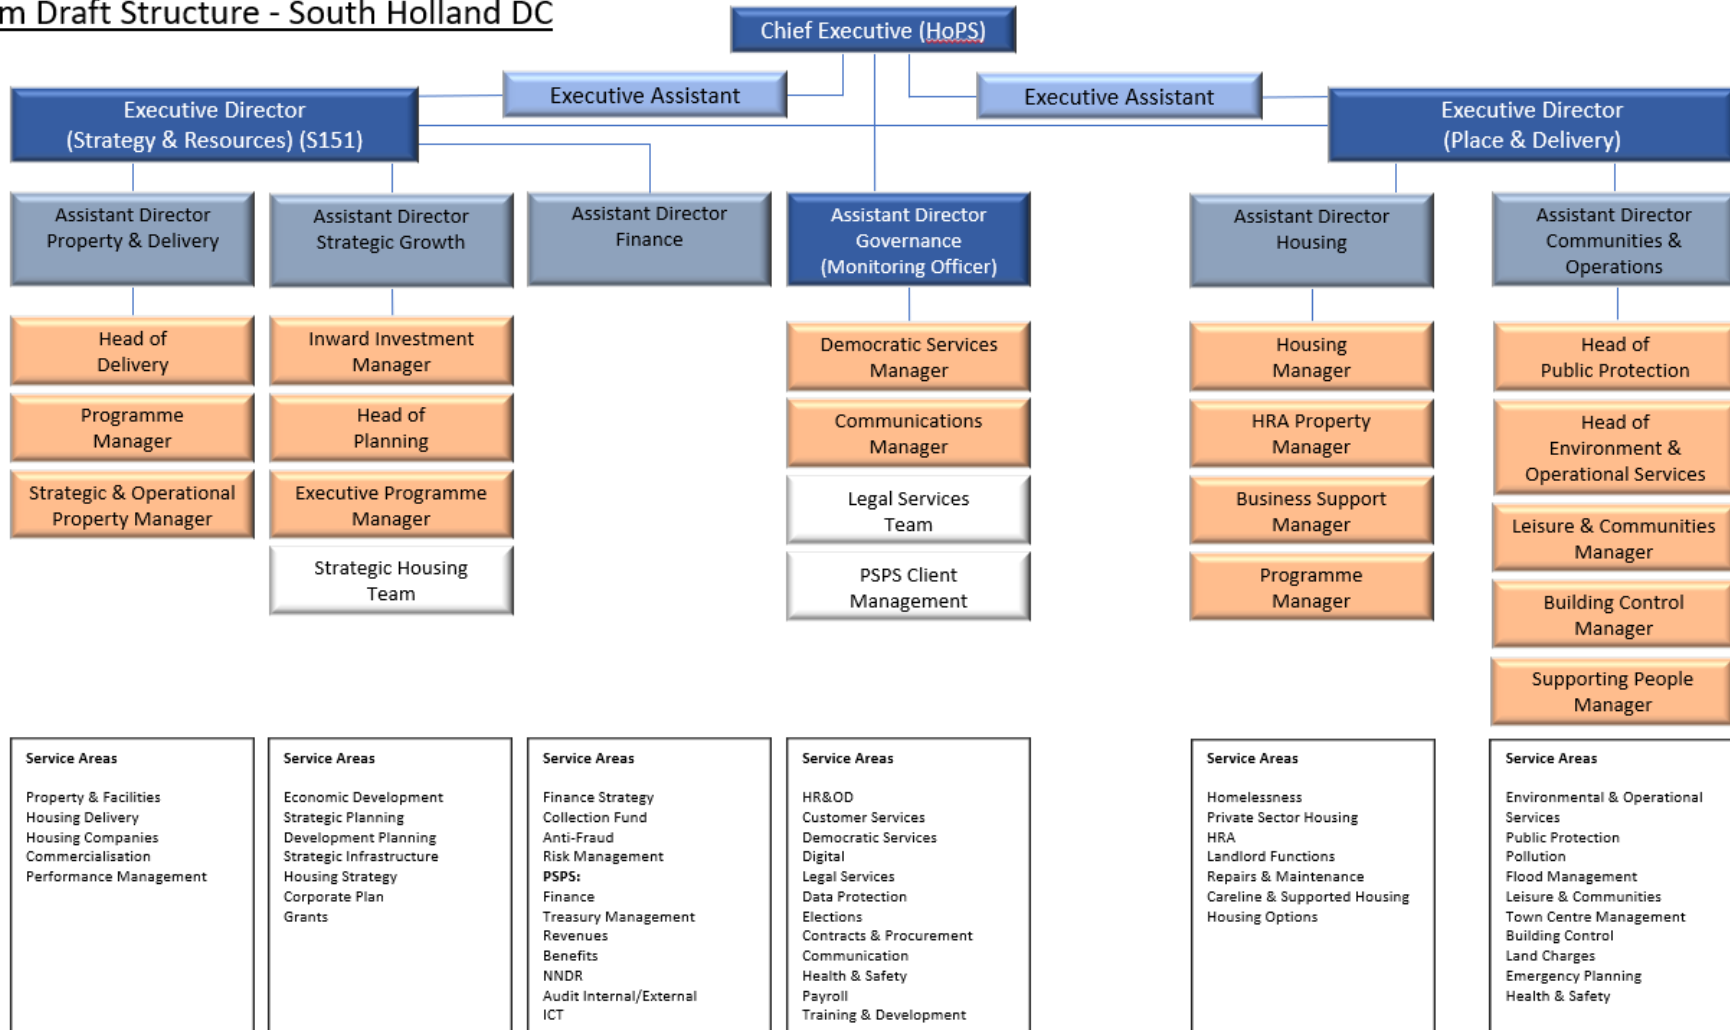 m Draft Structure - South Holland DC
Chief Executive (HoPS)
Executive Assistant
Executive Assistant
Executive Director
(Strategy & Resources) (S151)
Executive Director
(Place & Delivery)
Assistant Director
Property & Delivery
Assistant Director
Strategic Growth
Assistant Director
Finance
Assistant Director
Governance
(Monitoring Officer)
Assistant Director
Housing
Assistant Director
Communities &
Operations
Head of
Delivery
Programme
Manager
Strategic & Operational
Property Manager
Inward Investment
Manager
Head of
Planning
Executive Programme
Manager
Strategic Housing
Team
Democratic Services
Manager
Communications
Manager
Legal Services
Team
PSPS Client
Management
Housing
Manager
HRA Property
Manager
Business Support
Manager
Programme
Manager
Head of
Public Protection
Head of
Environment &
Operational Services
Leisure & Communities
Manager
Building Control
Manager
Supporting People
Manager
Service Areas
Property & Facilities
Housing Delivery
Housing Companies
Commercialisation
Performance Management
Service Areas
Economic Development
Strategic Planning
Development Planning
Strategic Infrastructure
Housing Strategy
Corporate Plan
Grants
Service Areas
Finance Strategy
Collection Fund
Anti-Fraud
Risk Management
PSPS:
Finance
Treasury Management
Revenues
Benefits
NNDR
Audit Internal/External
ICT
Service Areas
HR&OD
Customer Services
Democratic Services
Digital
Legal Services
Data Protection
Elections
Contracts & Procurement
Communication
Health & Safety
Payroll
Training & Development
Service Areas
Homelessness
Private Sector Housing
HRA
Landlord Functions
Repairs & Maintenance
Careline & Supported Housing
Housing Options
Service Areas
Environmental & Operational
Services
Public Protection
Pollution
Flood Management
Leisure & Communities
Town Centre Management
Building Control
Land Charges
Emergency Planning
Health & Safety